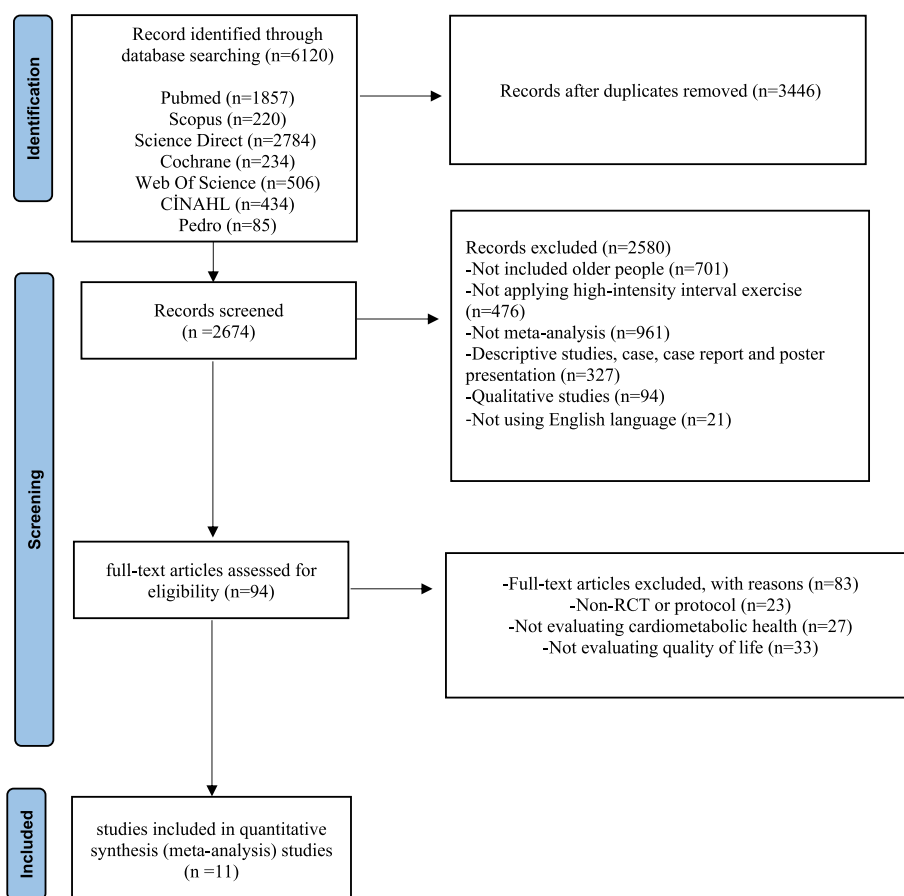 Identification
Record identified through
database searching (n=6120)
Pubmed (n=1857)
Scopus (n=220)
Science Direct (n=2784)
Cochrane (n=234)
Web Of Science (n=506)
CİNAHL (n=434)
Pedro (n=85)
Records after duplicates removed (n=3446)
Screening
Records screened
(n =2674)
Records excluded (n=2580)
-Not included older people (n=701)
-Not applying high-intensity interval exercise
(n=476)
-Not meta-analysis (n=961)
-Descriptive studies, case, case report and poster
presentation (n=327)
-Qualitative studies (n=94)
-Not using English language (n=21)
full-text articles assessed for
eligibility (n=94)
-Full-text articles excluded, with reasons (n=83)
-Non-RCT or protocol (n=23)
-Not evaluating cardiometabolic health (n=27)
-Not evaluating quality of life (n=33)
Included
studies included in quantitative
synthesis (meta-analysis) studies
(n =11)